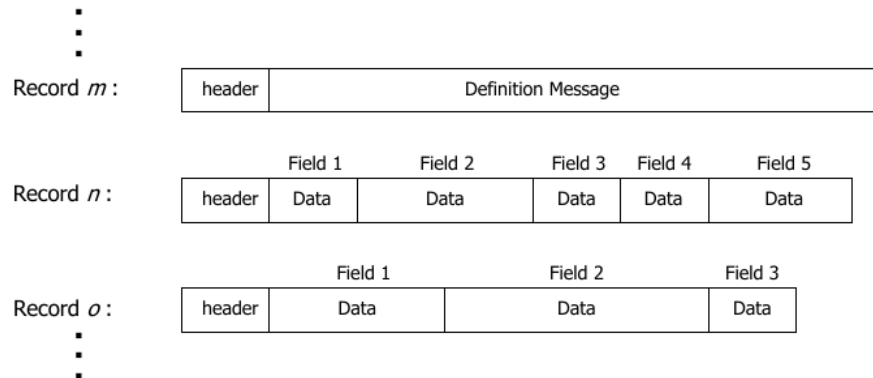 Record m :
header Definition Message
Field 1 Field 2 Field 3 Field 4 Field 5
Record n :
header Data Data Data Data Data
Field 1 Field 2 Field 3
Record o :
header Data Data Data